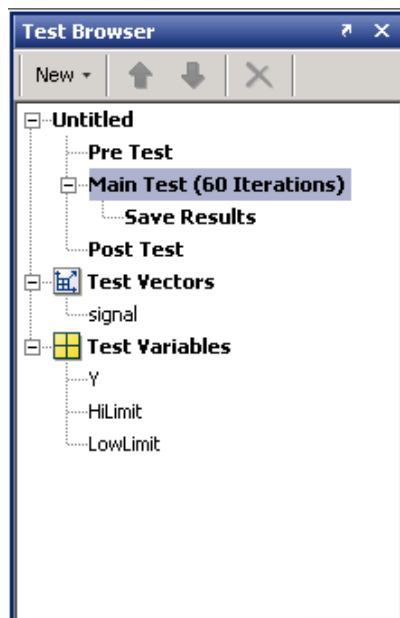 Test Browser
New
Untitled
Pre Test
Main Test (60 Iterations)
Save Results
Post Test
Test Vectors
signal
Test Variables
Y
HiLimit
LowLimit